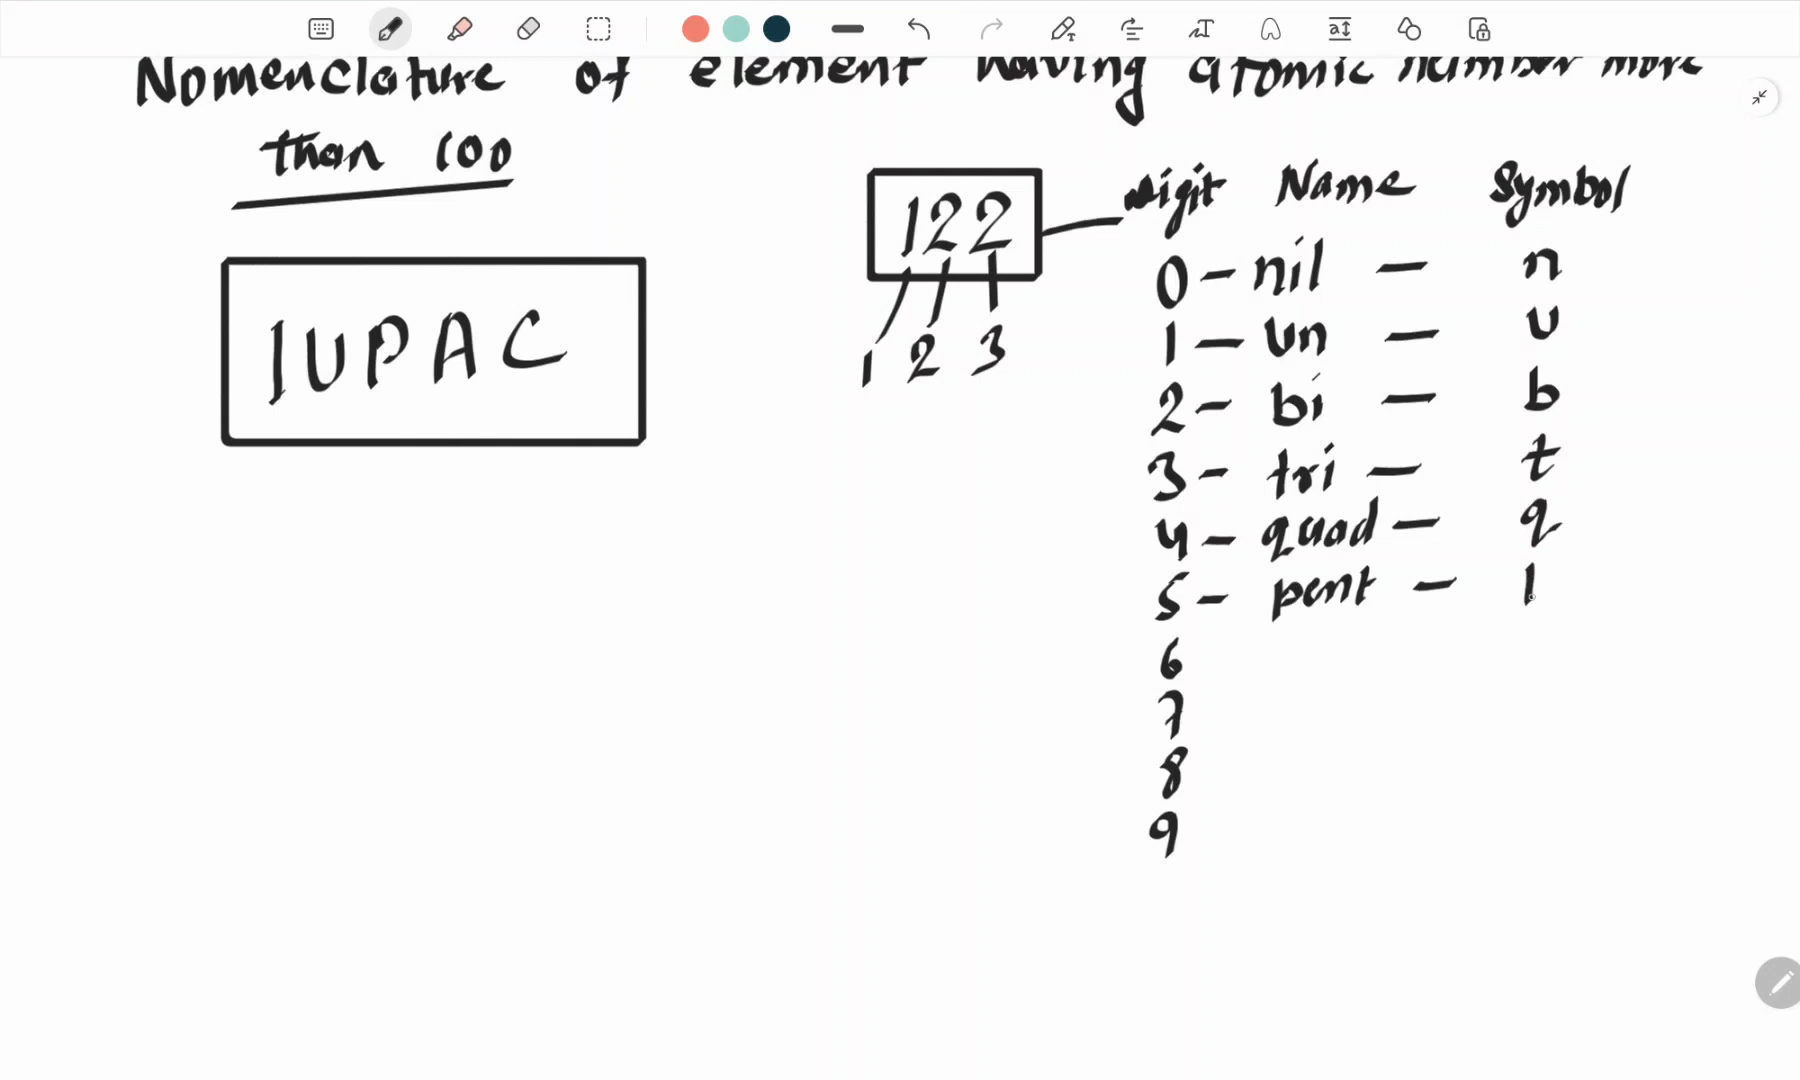 Nomenclature of element having atomic number more
than 100
IUPAC
122
1 2 3
digit Name Symbol
0 - nil - n
1 - un - u
2 - bi - b
3 - tri - t
4 - quad - q
5 - pent - l
6
7
8
9